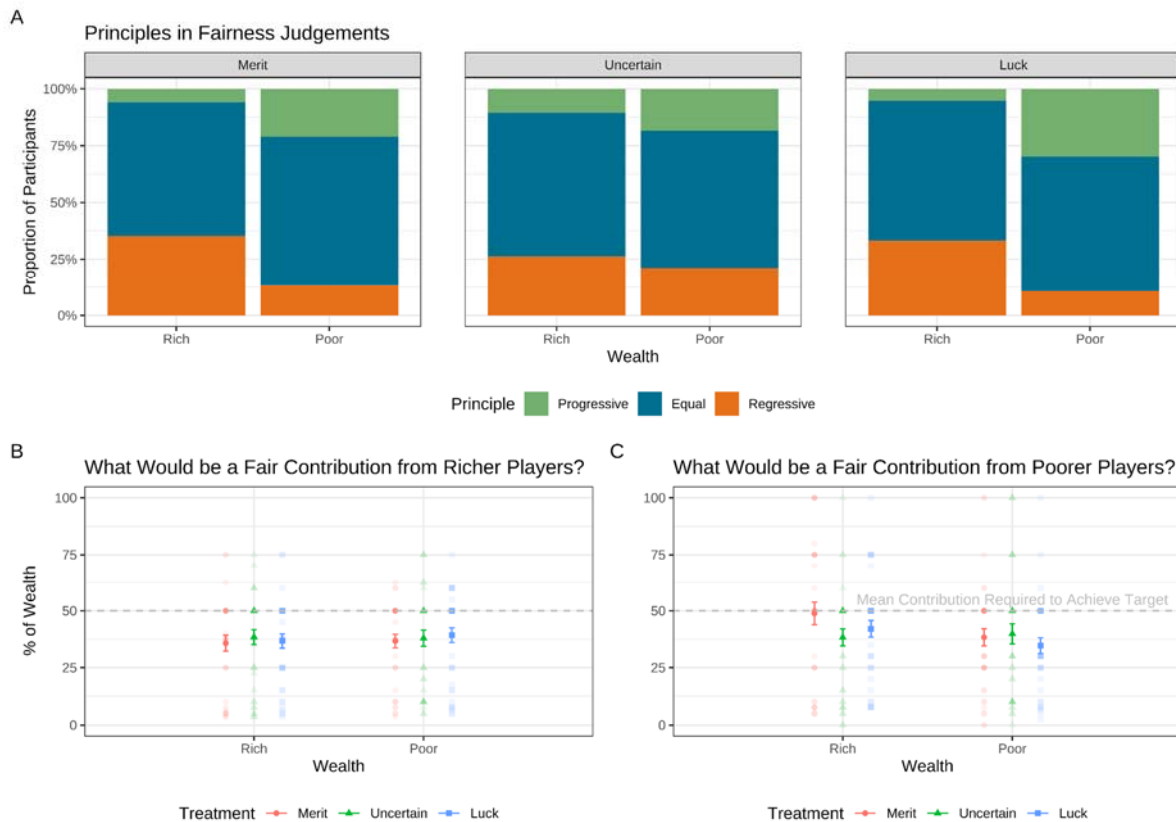 A
Principles in Fairness Judgements
Merit
Uncertain
Luck
Proportion of Participants
100%
75%
50%
25%
0%
Rich
Poor
Rich
Poor
Rich
Poor
Wealth
Principle
Progressive
Equal
Regressive
B
What Would be a Fair Contribution from Richer Players?
% of Wealth
100
75
50
25
0
Rich
Poor
Wealth
Treatment
Merit
Uncertain
Luck
C
What Would be a Fair Contribution from Poorer Players?
100
75
50
25
0
Mean Contribution Required to Achieve Target
Rich
Poor
Wealth
Treatment
Merit
Uncertain
Luck